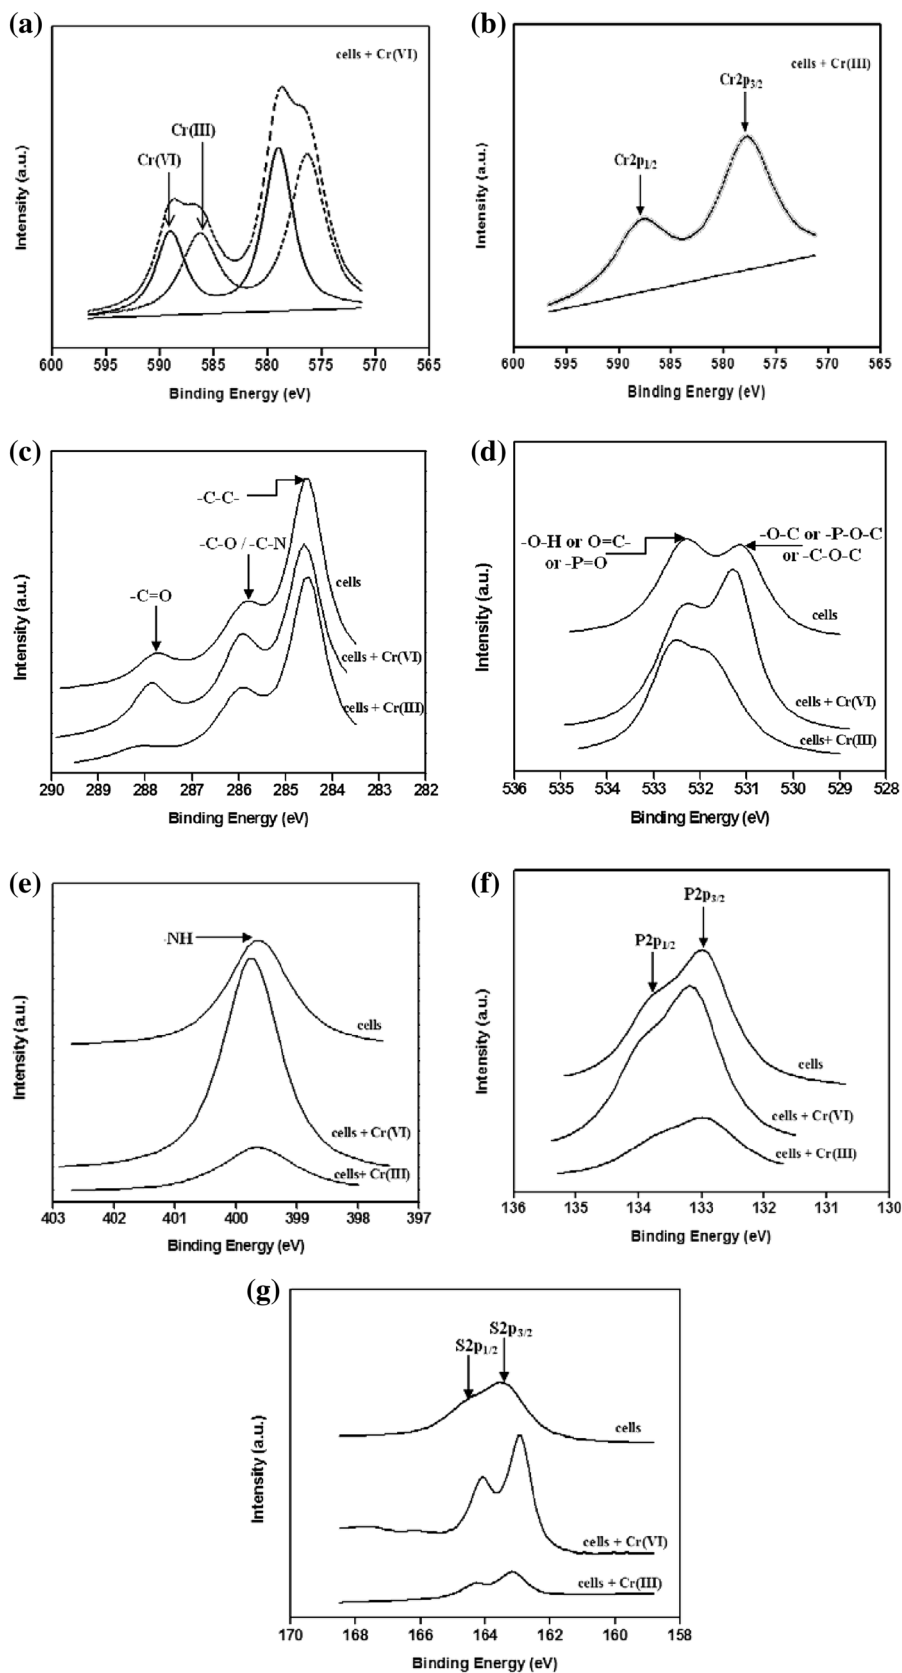 (a)
cells + Cr(VI)
Cr(III)
Cr(VI)
Intensity (a.u.)
600 595 590 585 580 575 570 565
Binding Energy (eV)
(b)
cells + Cr(III)
Cr2p3/2
Cr2p1/2
Intensity (a.u.)
600 595 590 585 580 575 570 565
Binding Energy (eV)
(c)
-C-C-
-C-O / -C-N
-C=O
cells
cells + Cr(VI)
cells + Cr(III)
Intensity (a.u.)
290 289 288 287 286 285 284 283 282
Binding Energy (eV)
(d)
-O-H or O=C-
or -P=O
-O-C or -P-O-C
or -C-O-C
cells
cells + Cr(VI)
cells+ Cr(III)
Intensity (a.u.)
536 535 534 533 532 531 530 529 528
Binding Energy (eV)
(e)
-NH
cells
cells + Cr(VI)
cells+ Cr(III)
Intensity (a.u.)
403 402 401 400 399 398 397
Binding Energy (eV)
(f)
P2p3/2
P2p1/2
cells
cells + Cr(VI)
cells + Cr(III)
Intensity (a.u.)
136 135 134 133 132 131 130
Binding Energy (eV)
(g)
S2p3/2
S2p1/2
cells
cells + Cr(VI)
cells + Cr(III)
Intensity (a.u.)
170 168 166 164 162 160 158
Binding Energy (eV)